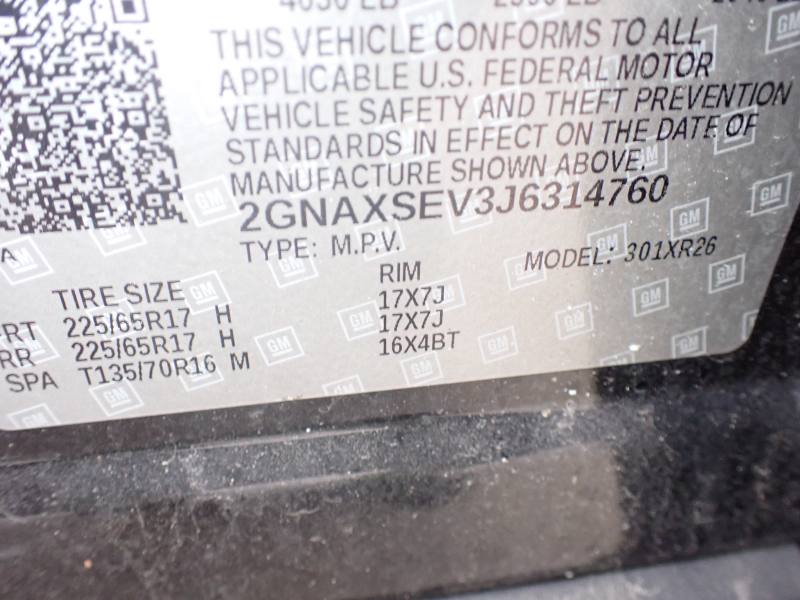 THIS VEHICLE CONFORMS TO ALL
APPLICABLE U.S. FEDERAL MOTOR
VEHICLE SAFETY AND THEFT PREVENTION
STANDARDS IN EFFECT ON THE DATE OF
MANUFACTURE SHOWN ABOVE.
2GNAXSEV3J6314760
TYPE: M.P.V. MODEL: 301XR26
TIRE SIZE RIM
FRT 225/65R17 H 17X7J
RR 225/65R17 H 17X7J
SPA T135/70R16 M 16X4BT
GM